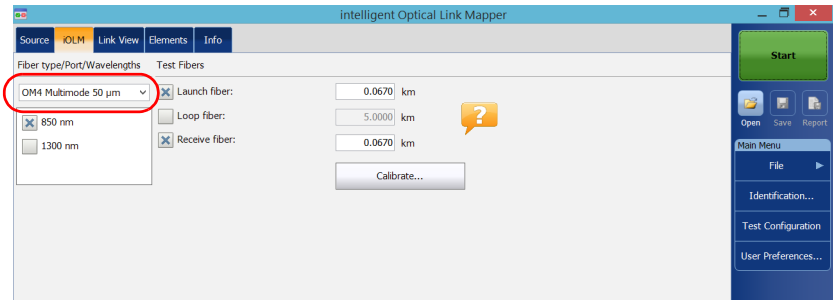 intelligent Optical Link Mapper
Source iOLM Link View Elements Info
Fiber type/Port/Wavelengths Test Fibers
OM4 Multimode 50 µm
850 nm
1300 nm
Launch fiber: 0.0670 km
Loop fiber: 5.0000 km
Receive fiber: 0.0670 km
Calibrate...
?
Start
Open Save Report
Main Menu
File
Identification...
Test Configuration
User Preferences...